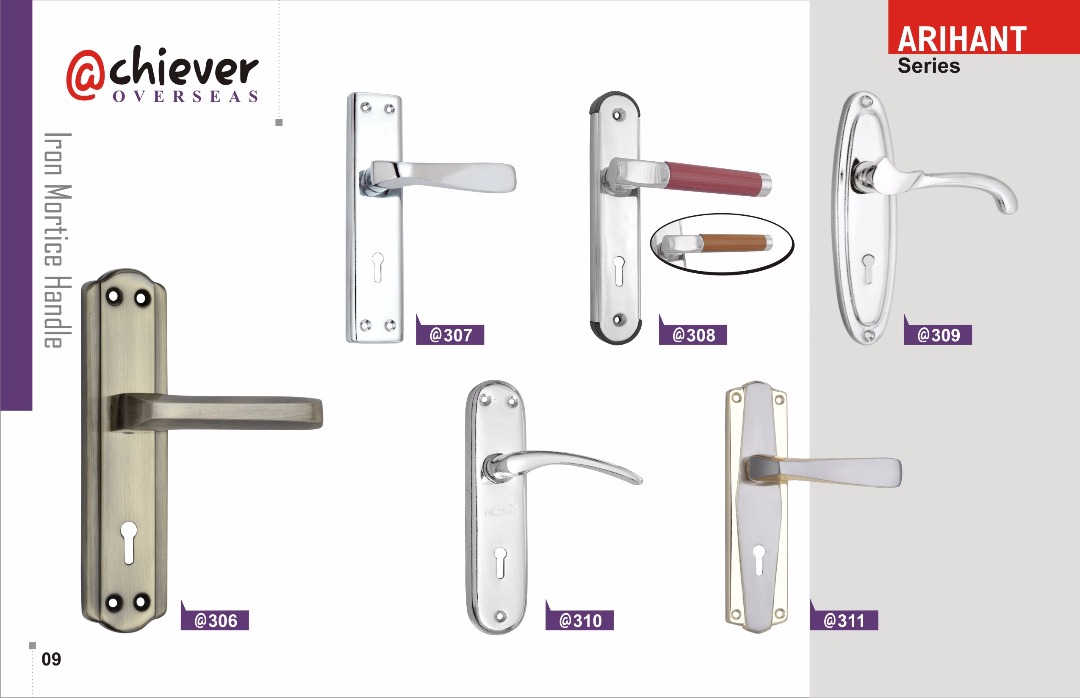 @chiever
OVERSEAS
ARIHANT
Series
Iron Mortice Handle
@307
@308
@309
@306
@310
@311
09